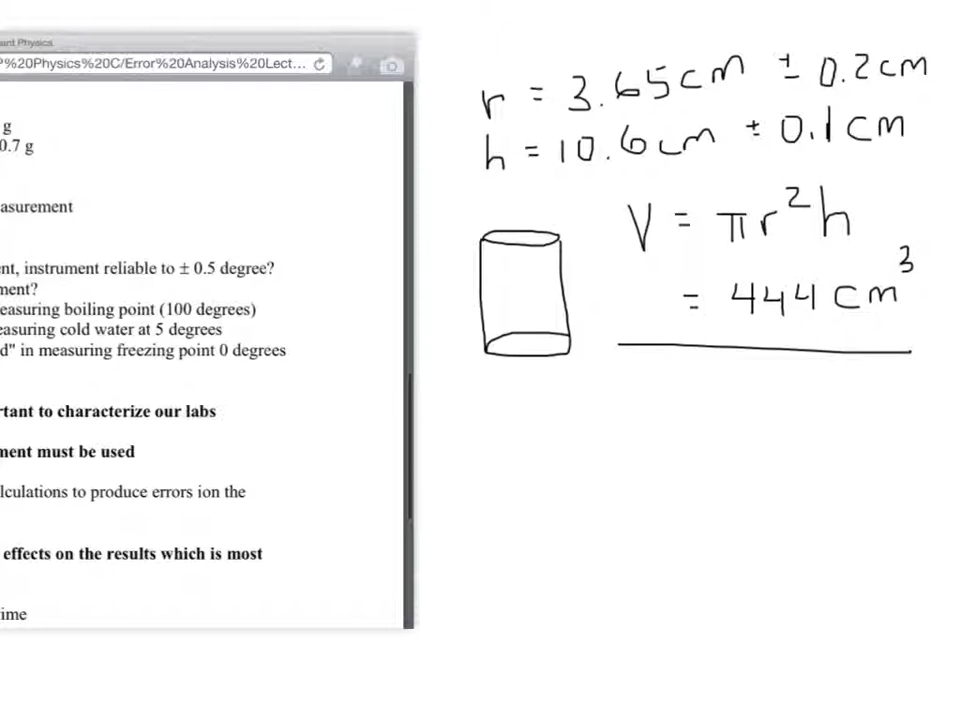 ant Physics
P%20Physics%20C/Error%20Analysis%20Lect...
g
0.7 g
asurement
nt, instrument reliable to ± 0.5 degree?
ment?
easuring boiling point (100 degrees)
easuring cold water at 5 degrees
d" in measuring freezing point 0 degrees
rtant to characterize our labs
ment must be used
lculations to produce errors ion the
effects on the results which is most
ime
r = 3.65cm ± 0.2cm
h = 10.6cm ± 0.1cm
V = πr²h
= 444 cm³